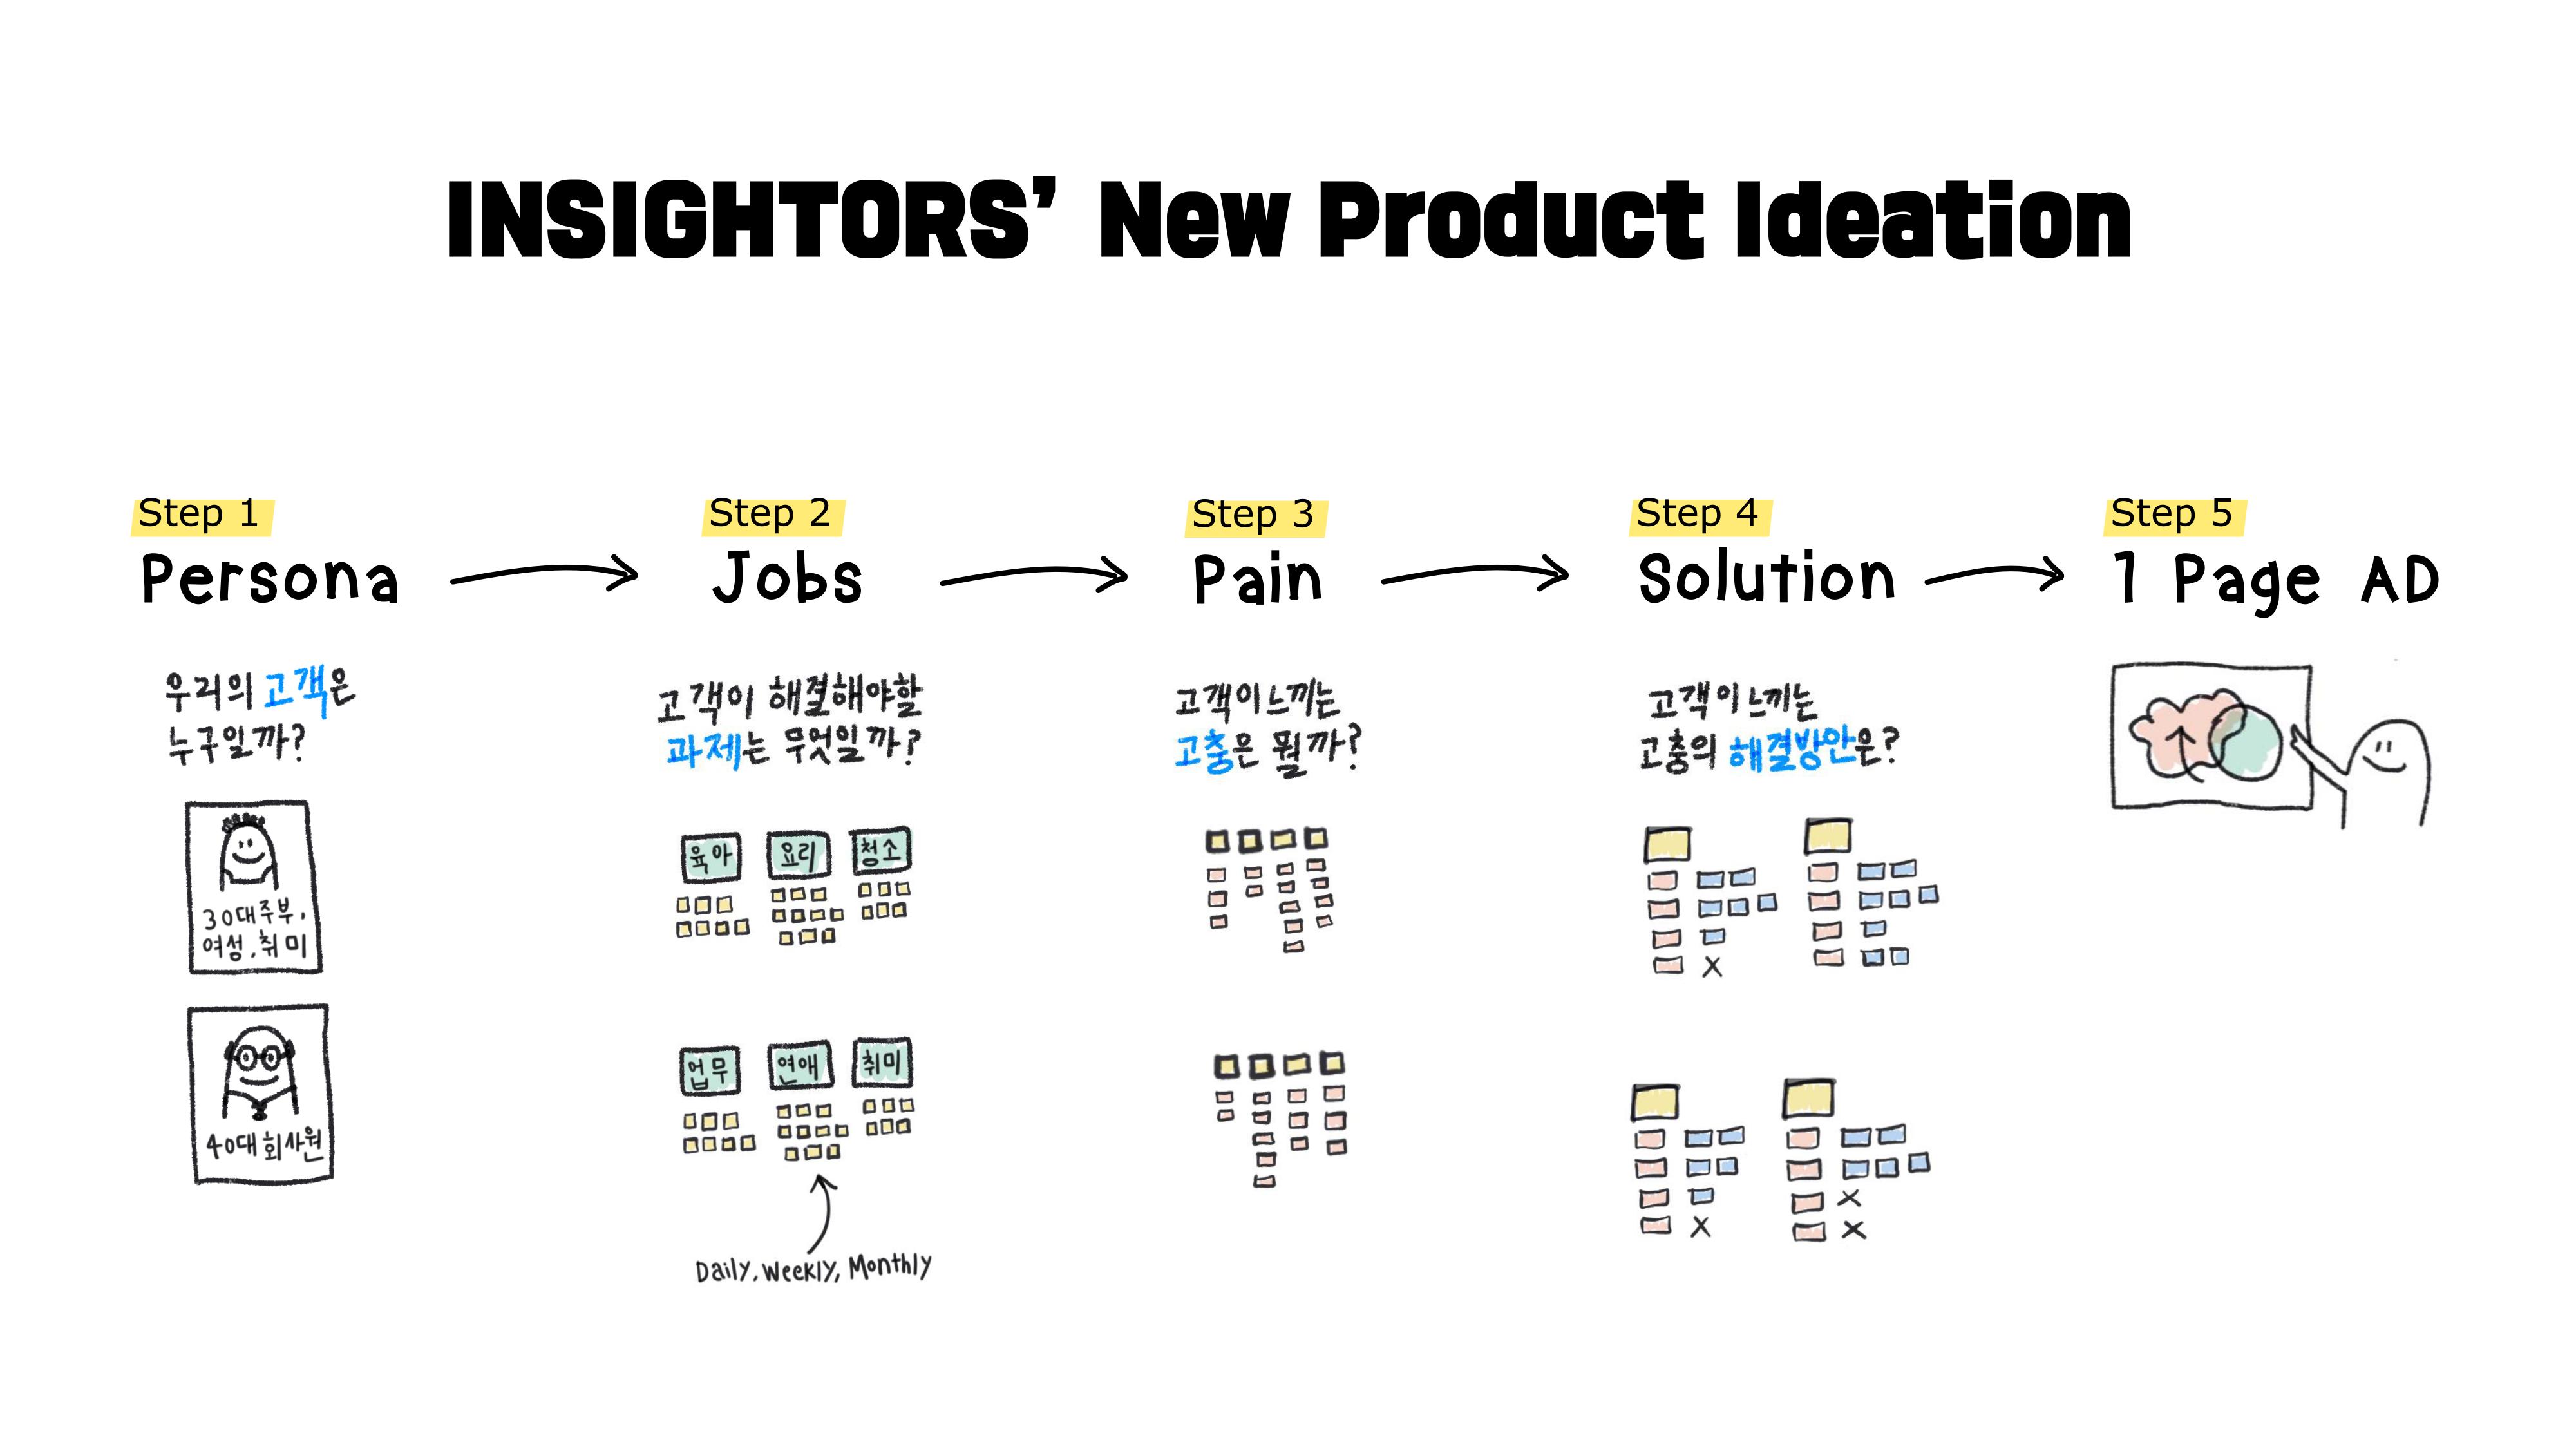 INSIGHTORS’ New Product Ideation
Step 1
Persona
우리의 고객은
누구일까?
30대주부,
여성, 취미
40대 회사원
Step 2
Jobs
고객이 해결해야할
과제는 무엇일까?
육아
요리
청소
업무
연애
취미
Daily, Weekly, Monthly
Step 3
Pain
고객이 느끼는
고충은 뭘까?
Step 4
Solution
고객이 느끼는
고충의 해결방안은?
X
X
X
X
Step 5
1 Page AD